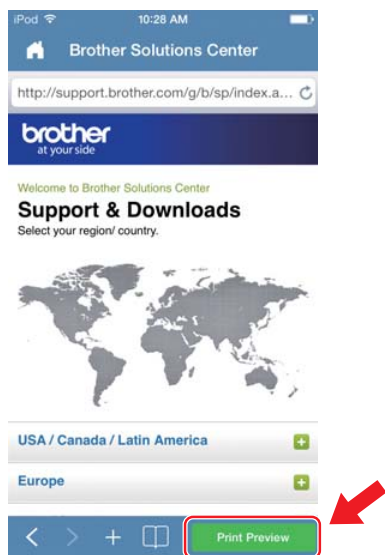 iPod 10:28 AM
Brother Solutions Center
http://support.brother.com/g/b/sp/index.a...
brother
at your side
Welcome to Brother Solutions Center
Support & Downloads
Select your region/ country.
USA / Canada / Latin America
Europe
Print Preview